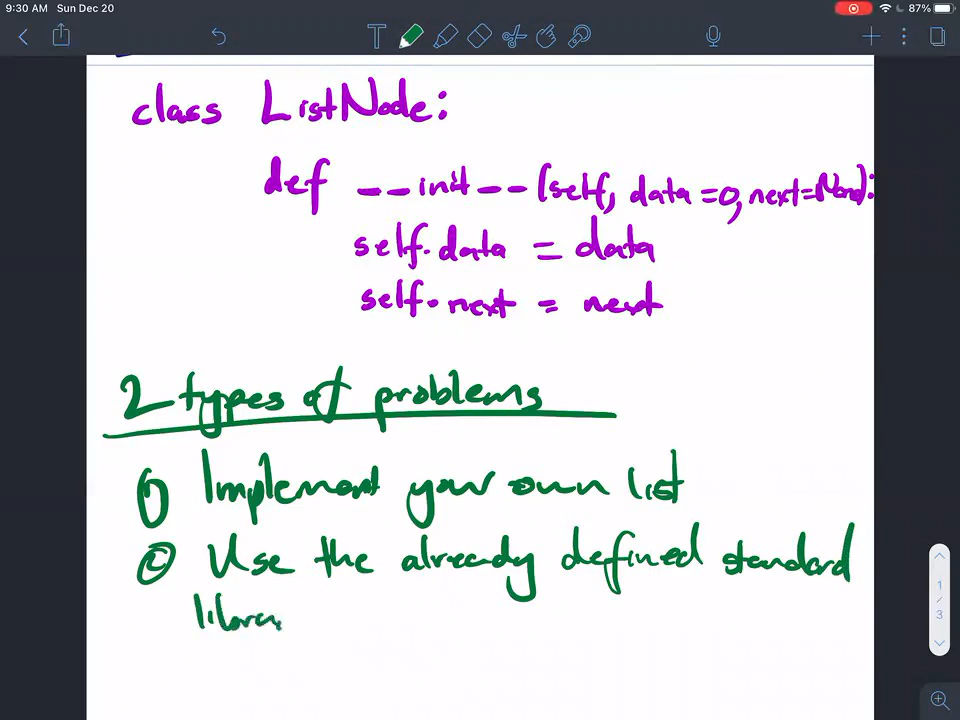 9:30 AM Sun Dec 20 87%
class ListNode:
def __init__(self, data=0, next=None):
self.data = data
self.next = next
2 types of problems
① Implement your own list
② Use the already defined standard
librar
1
/
3